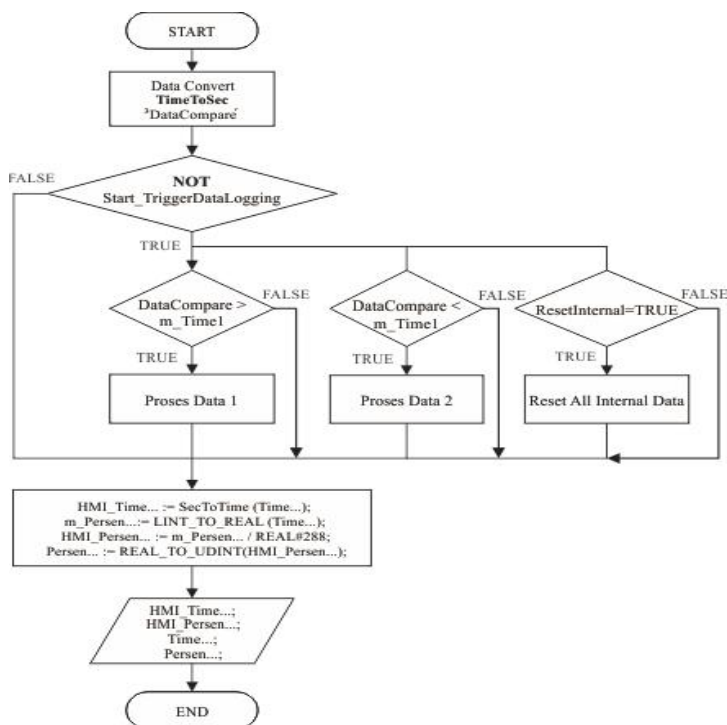 START
Data Convert
TimeToSec
³DataCompare´
FALSE
NOT
Start_TriggerDataLogging
TRUE
DataCompare >
m_Time1
FALSE
TRUE
Proses Data 1
DataCompare <
m_Time1
FALSE
TRUE
Proses Data 2
ResetInternal=TRUE
FALSE
TRUE
Reset All Internal Data
HMI_Time... := SecToTime (Time...);
m_Persen...:= LINT_TO_REAL (Time...);
HMI_Persen... := m_Persen... / REAL#288;
Persen... := REAL_TO_UDINT(HMI_Persen...);
HMI_Time...;
HMI_Persen...;
Time...;
Persen...;
END